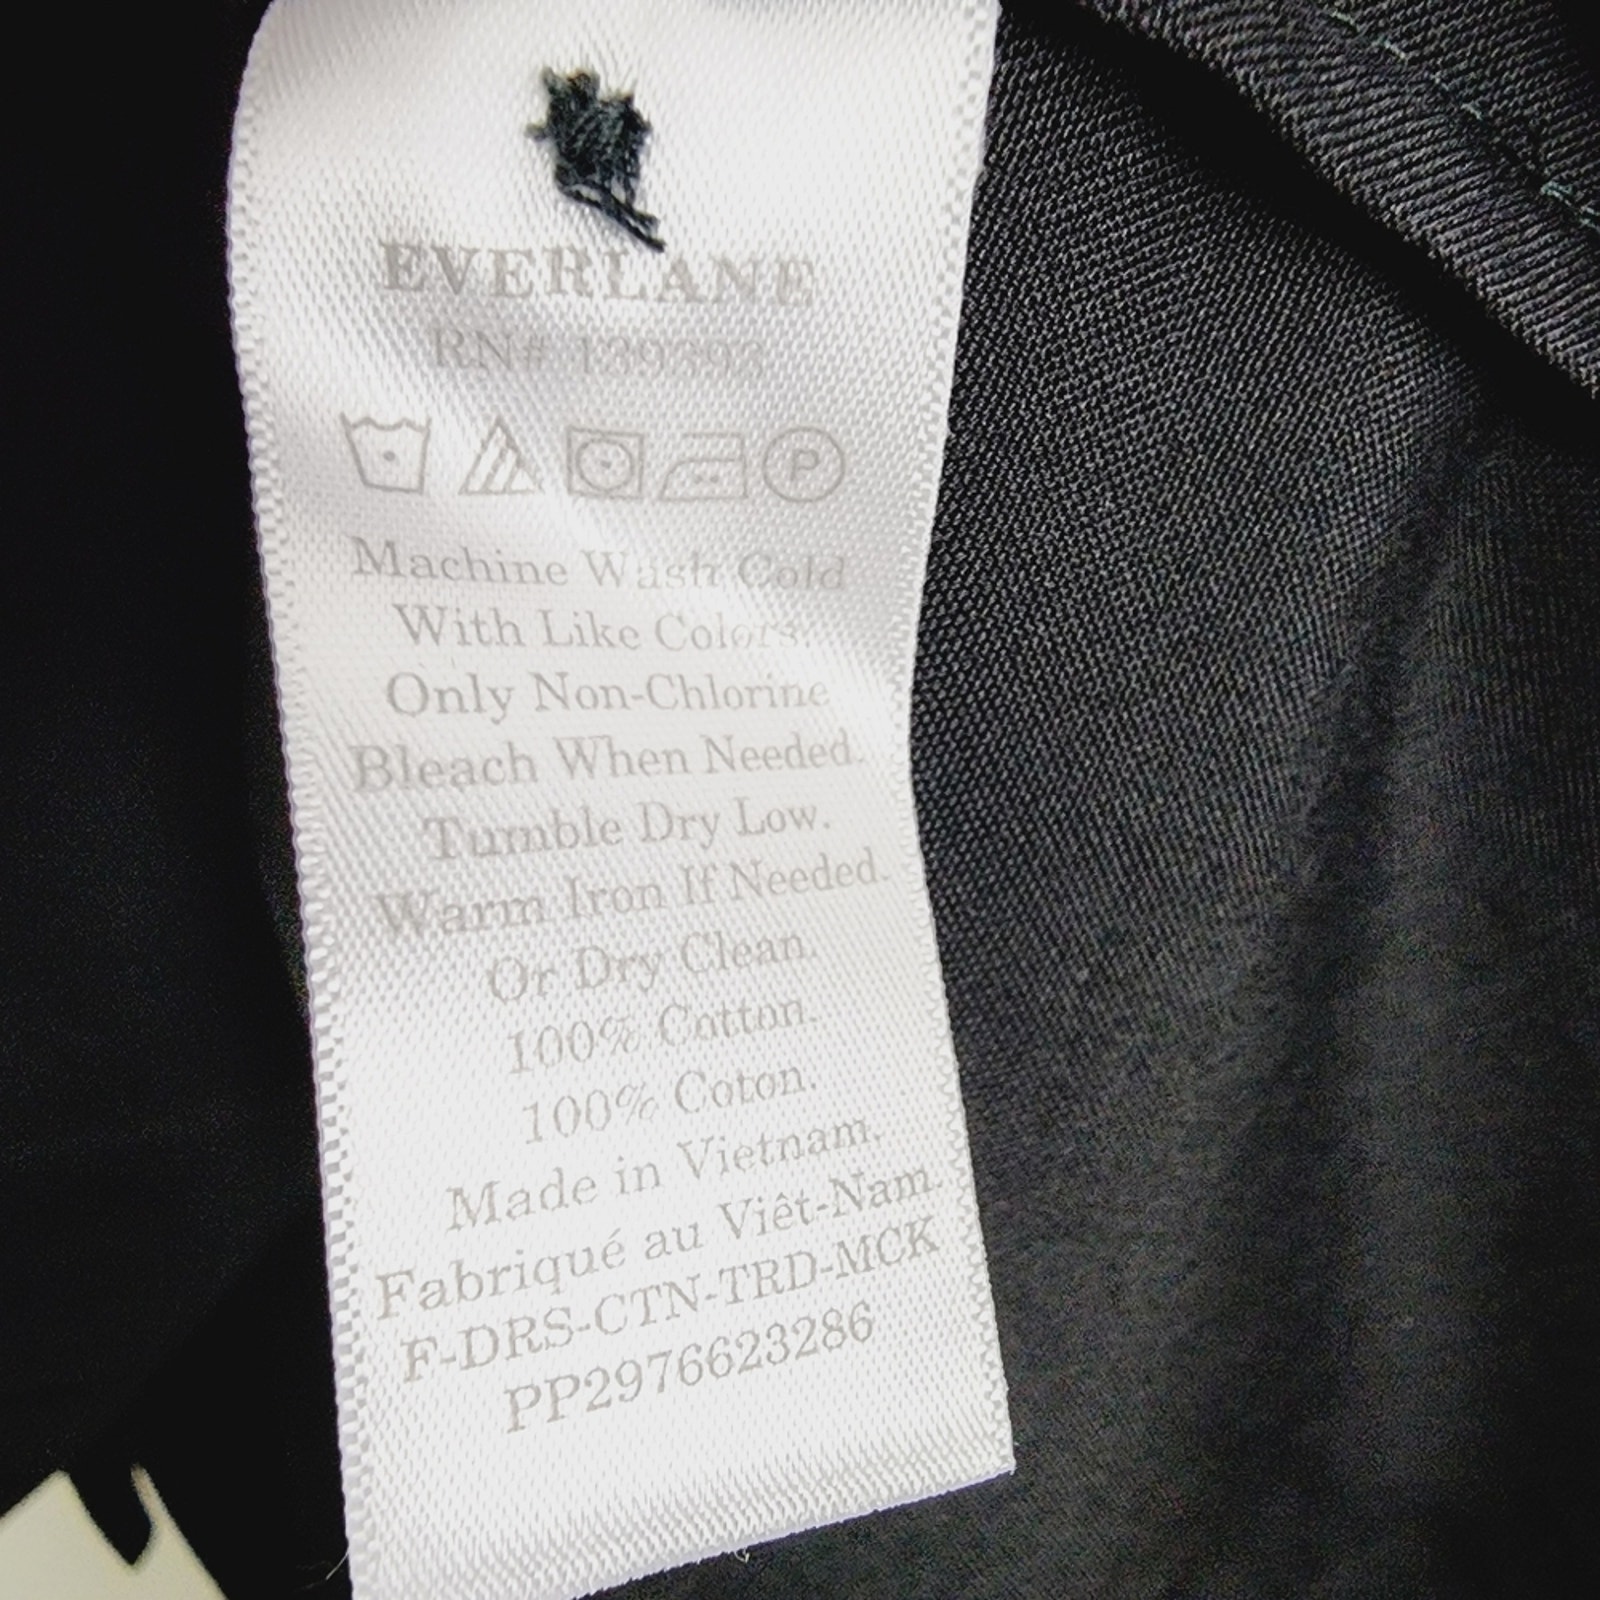 EVERLANE
RN# 139393
P
Machine Wash Cold
With Like Colors.
Only Non-Chlorine
Bleach When Needed.
Tumble Dry Low.
Warm Iron If Needed.
Or Dry Clean.
100% Cotton.
100% Coton.
Made in Vietnam.
Fabriqué au Viêt-Nam.
F-DRS-CTN-TRD-MCK
PP2976623286